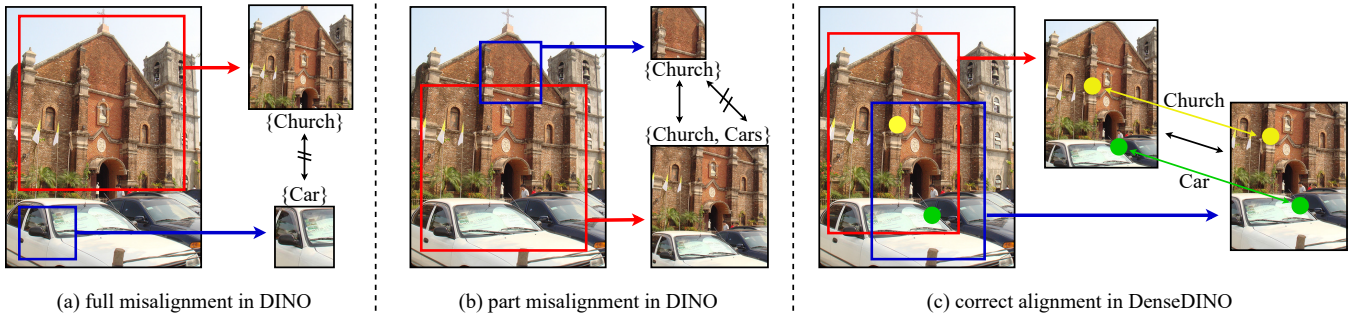 {Church}
{Car}
(a) full misalignment in DINO
{Church}
{Church, Cars}
(b) part misalignment in DINO
Church
Car
(c) correct alignment in DenseDINO